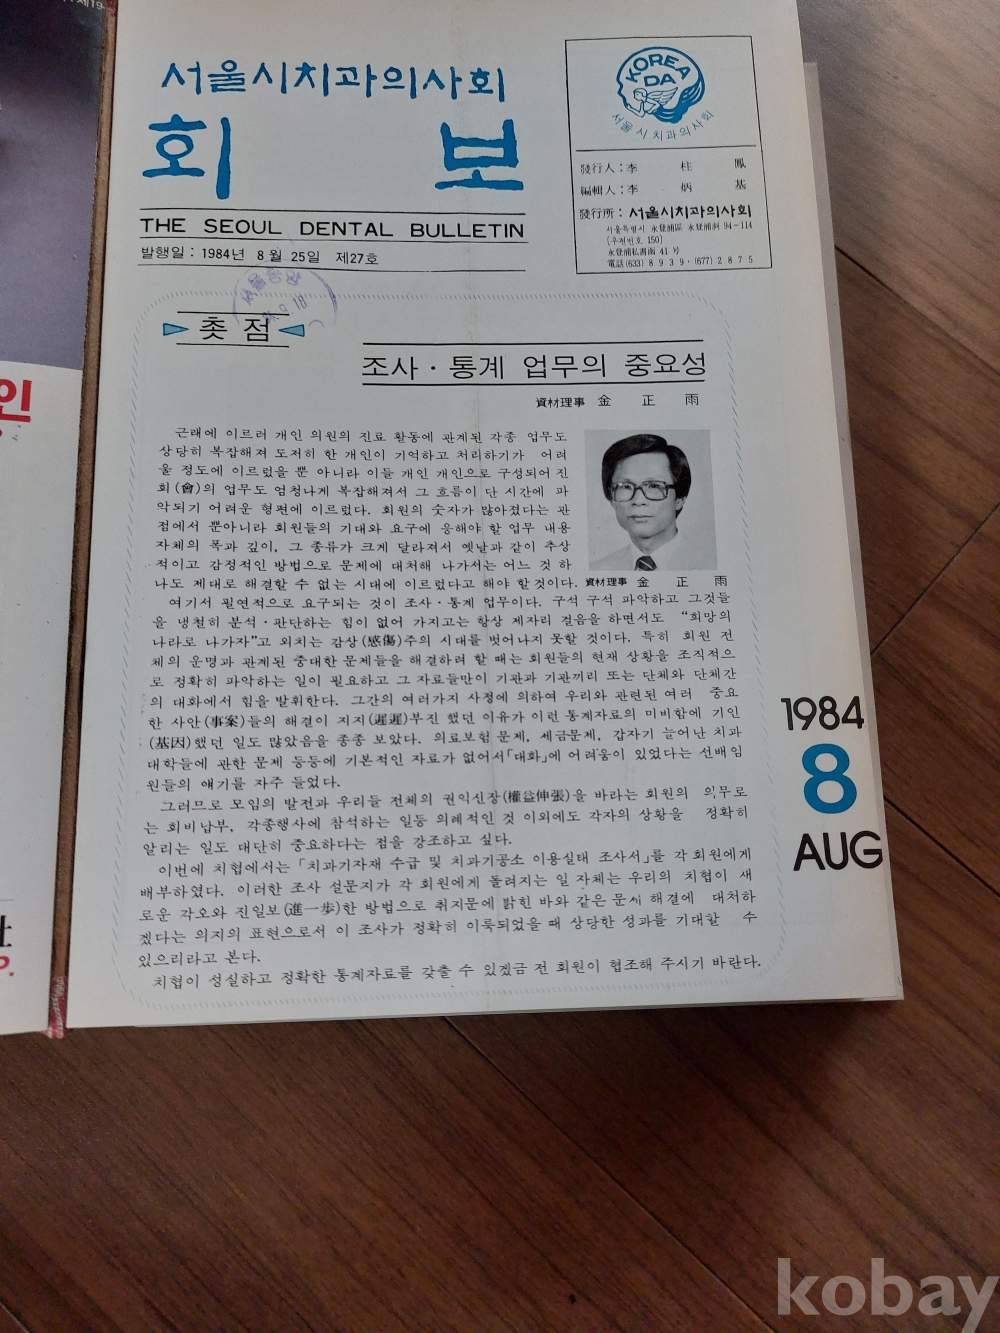 서울시치과의사회
회보
THE SEOUL DENTAL BULLETIN
발행일 : 1984년 8월 25일 제27호
KOREA
DA
서울시치과의사회
發行人 : 李 柱 鳳
編輯人 : 李 炳 基
發行所 : 서울시치과의사회
서울특별시 永登浦區 永登浦洞 94-114
(우편번호 150)
永登浦私書函 41 号
電話 (633) 8 9 3 9 · (677) 2 8 7 5
촛점
조사 · 통계 업무의 중요성
資材理事 金 正 雨
근래에 이르러 개인 의원의 진료 활동에 관계된 각종 업무도
상당히 복잡해져 도저히 한 개인이 기억하고 처리하기가 어려
울 정도에 이르렀을 뿐 아니라 이들 개인 개인으로 구성되어진
회(會)의 업무도 엄청나게 복잡해져서 그 흐름이 단 시간에 파
악되기 어려운 형편에 이르렀다. 회원의 숫자가 많아졌다는 관
점에서 뿐아니라 회원들의 기대와 요구에 응해야 할 업무 내용
자체의 폭과 깊이, 그 종류가 크게 달라져서 옛날과 같이 추상
적이고 감정적인 방법으로 문제에 대처해 나가서는 어느 것 하
나도 제대로 해결할 수 없는 시대에 이르렀다고 해야 할것이다.
資材理事 金 正 雨
여기서 필연적으로 요구되는 것이 조사·통계 업무이다. 구석 구석 파악하고 그것들
을 냉철히 분석·판단하는 힘이 없어 가지고는 항상 제자리 걸음을 하면서도 “희망의
나라로 나가자”고 외치는 감상(感傷)주의 시대를 벗어나지 못할 것이다. 특히 회원 전
체의 운명과 관계된 중대한 문제들을 해결하려 할 때는 회원들의 현재 상황을 조직적으
로 정확히 파악하는 일이 필요하고 그 자료들만이 기관과 기관끼리 또는 단체와 단체간
의 대화에서 힘을 발휘한다. 그간의 여러가지 사정에 의하여 우리와 관련된 여러 중요
한 사안(事案)들의 해결이 지지(遲遲)부진 했던 이유가 이런 통계자료의 미비함에 기인
(基因)했던 일도 많았음을 종종 보았다. 의료보험 문제, 세금문제, 갑자기 늘어난 치과
대학들에 관한 문제 등등에 기본적인 자료가 없어서 「대화」에 어려움이 있었다는 선배임
원들의 얘기를 자주 들었다.
그러므로 모임의 발전과 우리들 전체의 권익신장(權益伸張)을 바라는 회원의 의무로
는 회비납부, 각종행사에 참석하는 일등 의례적인 것 이외에도 각자의 상황을 정확히
알리는 일도 대단히 중요하다는 점을 강조하고 싶다.
이번에 치협에서는 「치과기자재 수급 및 치과기공소 이용실태 조사서」를 각 회원에게
배부하였다. 이러한 조사 설문지가 각 회원에게 돌려지는 일 자체는 우리의 치협이 새
로운 각오와 진일보(進一歩)한 방법으로 취지문에 밝힌 바와 같은 문제 해결에 대처하
겠다는 의지의 표현으로서 이 조사가 정확히 이룩되었을 때 상당한 성과를 기대할 수
있으리라고 본다.
치협이 성실하고 정확한 통계자료를 갖출 수 있겠금 전 회원이 협조해 주시기 바란다.
1984
8
AUG
인
kobay